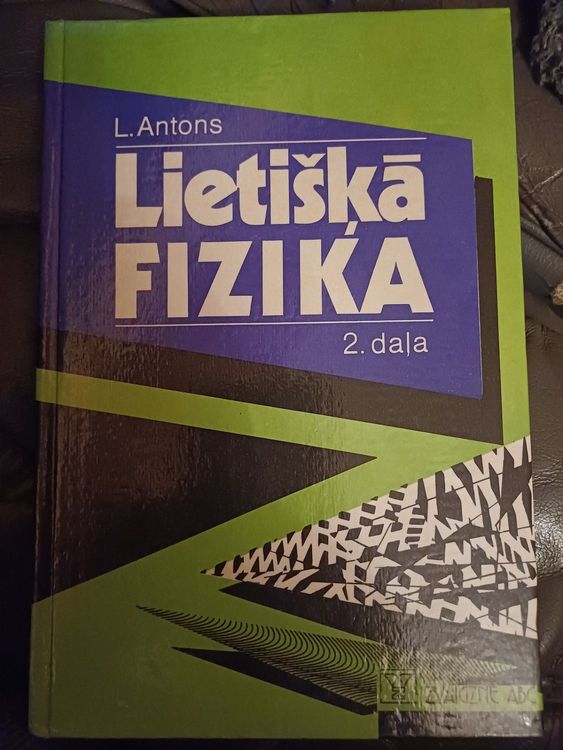 L. Antons
Lietišķā
FIZIKA
2. daļa
ZVAIGZNE ABC